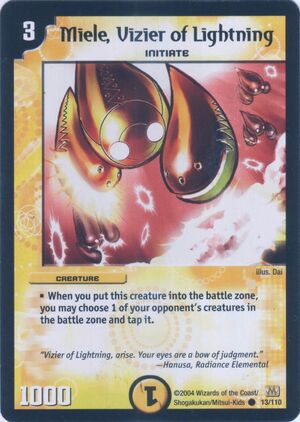 3
Miele, Vizier of Lightning
INITIATE
illus. Dai
CREATURE
▪ When you put this creature into the battle zone,
you may choose 1 of your opponent's creatures in
the battle zone and tap it.
"Vizier of Lightning, arise. Your eyes are a bow of judgment."
—Hanusa, Radiance Elemental
1000
1
©2004 Wizards of the Coast/
Shogakukan/Mitsui-Kids
13/110